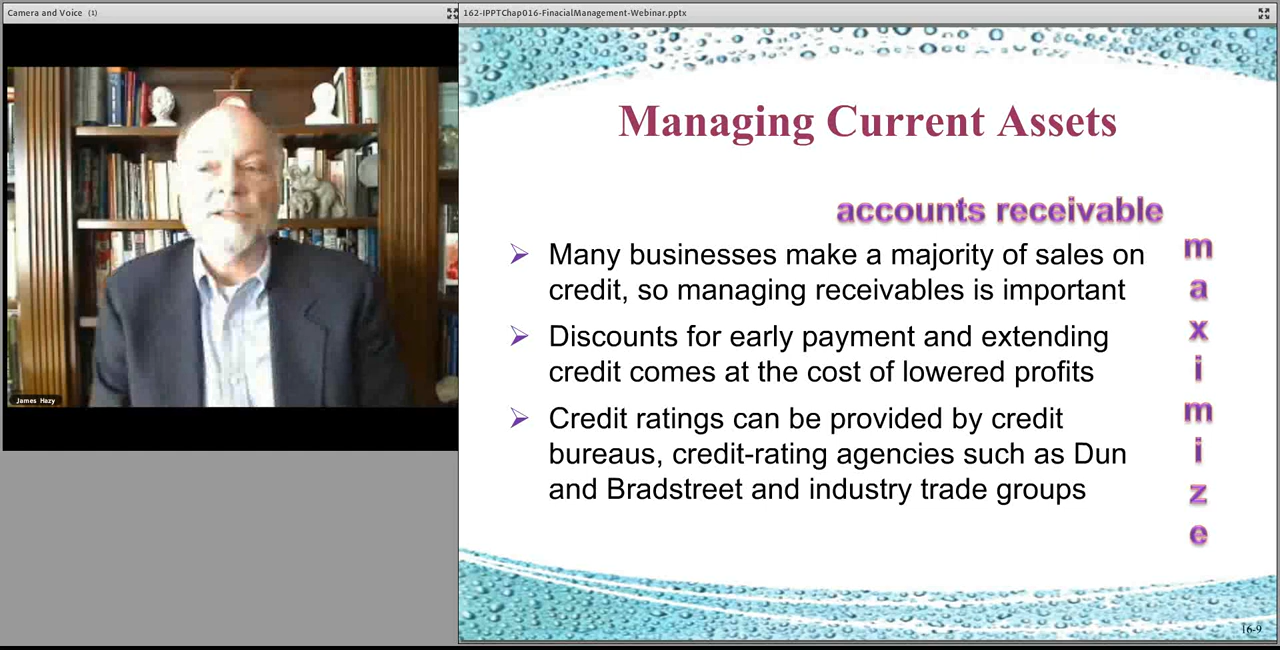 Camera and Voice (1)
162-IPPTChap016-FinacialManagement-Webinar.pptx
James Hazy
Managing Current Assets
accounts receivable
Many businesses make a majority of sales on
credit, so managing receivables is important
Discounts for early payment and extending
credit comes at the cost of lowered profits
Credit ratings can be provided by credit
bureaus, credit-rating agencies such as Dun
and Bradstreet and industry trade groups
m
a
x
i
m
i
z
e
16-9